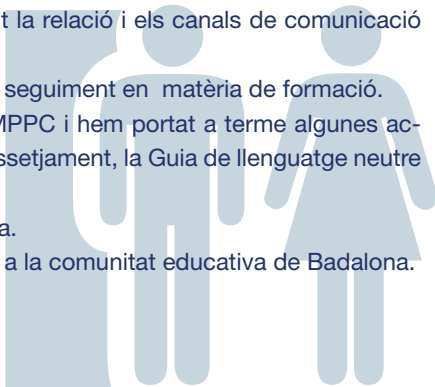 t la relació i els canals de comunicació
seguiment en matèria de formació.
MPPC i hem portat a terme algunes ac-
ssetjament, la Guia de llenguatge neutre
a.
a la comunitat educativa de Badalona.